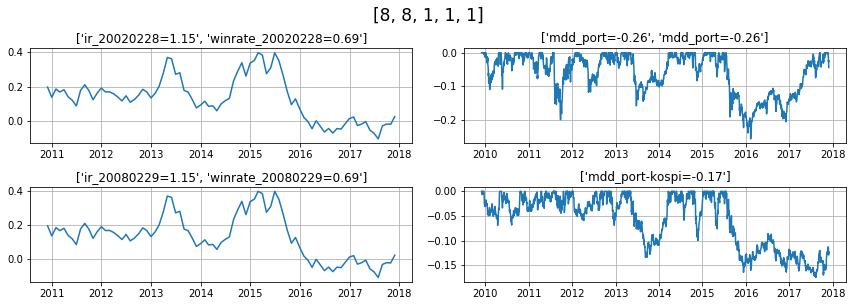 [8, 8, 1, 1, 1]
['ir_20020228=1.15', 'winrate_20020228=0.69']
0.4
0.2
0.0
2011 2012 2013 2014 2015 2016 2017 2018
['mdd_port=-0.26', 'mdd_port=-0.26']
0.0
−0.1
−0.2
2010 2011 2012 2013 2014 2015 2016 2017 2018
['ir_20080229=1.15', 'winrate_20080229=0.69']
0.4
0.2
0.0
2011 2012 2013 2014 2015 2016 2017 2018
['mdd_port-kospi=-0.17']
0.00
−0.05
−0.10
−0.15
2010 2011 2012 2013 2014 2015 2016 2017 2018